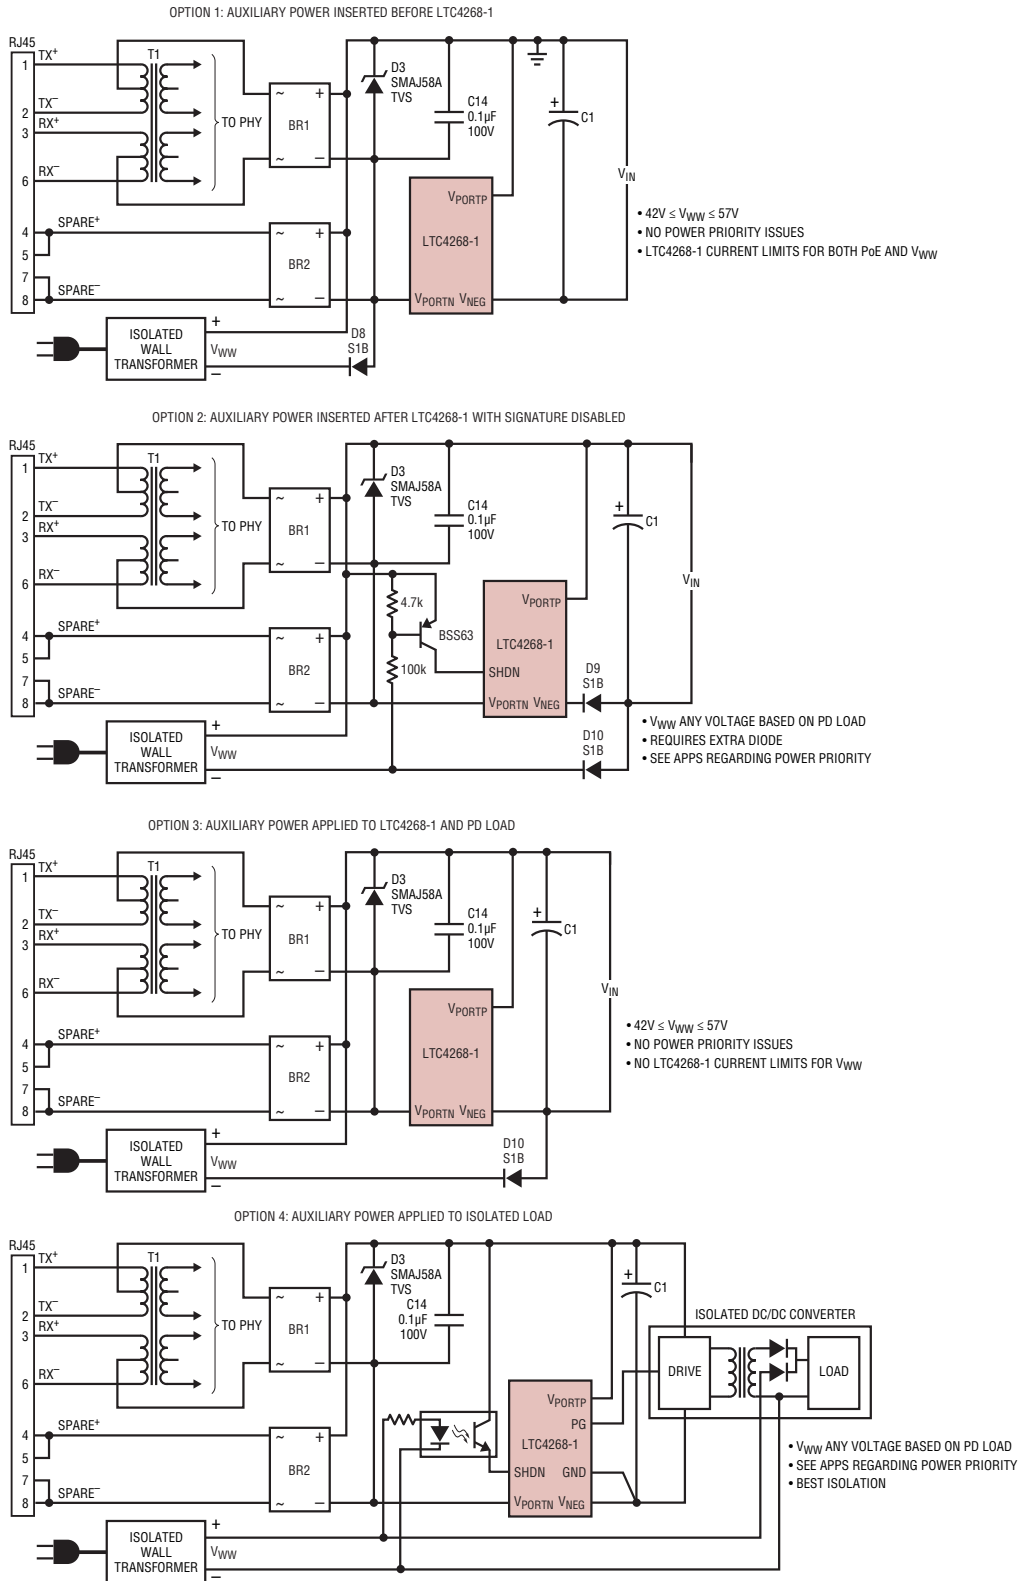 OPTION 1: AUXILIARY POWER INSERTED BEFORE LTC4268-1
RJ45
1
TX+
2
TX–
3
RX+
6
RX–
4
SPARE+
5
7
8
SPARE–
T1
TO PHY
~
+
BR1
~
–
~
+
BR2
~
–
D3
SMAJ58A
TVS
C14
0.1µF
100V
+
C1
VIN
VPORTP
LTC4268-1
VPORTN VNEG
ISOLATED
WALL
TRANSFORMER
+
VWW
–
D8
S1B
• 42V ≤ VWW ≤ 57V
• NO POWER PRIORITY ISSUES
• LTC4268-1 CURRENT LIMITS FOR BOTH PoE AND VWW
OPTION 2: AUXILIARY POWER INSERTED AFTER LTC4268-1 WITH SIGNATURE DISABLED
RJ45
1
TX+
2
TX–
3
RX+
6
RX–
4
SPARE+
5
7
8
SPARE–
T1
TO PHY
~
+
BR1
~
–
~
+
BR2
~
–
D3
SMAJ58A
TVS
C14
0.1µF
100V
+
C1
VIN
4.7k
BSS63
100k
VPORTP
LTC4268-1
SHDN
VPORTN VNEG
D9
S1B
D10
S1B
ISOLATED
WALL
TRANSFORMER
+
VWW
–
• VWW ANY VOLTAGE BASED ON PD LOAD
• REQUIRES EXTRA DIODE
• SEE APPS REGARDING POWER PRIORITY
OPTION 3: AUXILIARY POWER APPLIED TO LTC4268-1 AND PD LOAD
RJ45
1
TX+
2
TX–
3
RX+
6
RX–
4
SPARE+
5
7
8
SPARE–
T1
TO PHY
~
+
BR1
~
–
~
+
BR2
~
–
D3
SMAJ58A
TVS
C14
0.1µF
100V
+
C1
VIN
VPORTP
LTC4268-1
VPORTN VNEG
D10
S1B
ISOLATED
WALL
TRANSFORMER
+
VWW
–
• 42V ≤ VWW ≤ 57V
• NO POWER PRIORITY ISSUES
• NO LTC4268-1 CURRENT LIMITS FOR VWW
OPTION 4: AUXILIARY POWER APPLIED TO ISOLATED LOAD
RJ45
1
TX+
2
TX–
3
RX+
6
RX–
4
SPARE+
5
7
8
SPARE–
T1
TO PHY
~
+
BR1
~
–
~
+
BR2
~
–
D3
SMAJ58A
TVS
C14
0.1µF
100V
+
C1
ISOLATED DC/DC CONVERTER
DRIVE
LOAD
VPORTP
PG
LTC4268-1
SHDN GND
VPORTN VNEG
ISOLATED
WALL
TRANSFORMER
+
VWW
–
• VWW ANY VOLTAGE BASED ON PD LOAD
• SEE APPS REGARDING POWER PRIORITY
• BEST ISOLATION